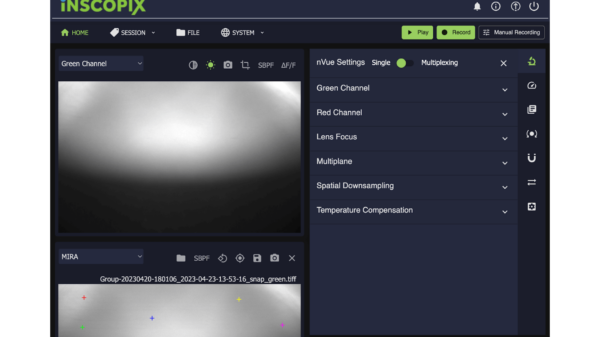 INSCOPIX
HOME
SESSION
FILE
SYSTEM
Play
Record
Manual Recording
Green Channel
SBPF
ΔF/F
nVue Settings
Single
Multiplexing
Green Channel
Red Channel
Lens Focus
Multiplane
Spatial Downsampling
Temperature Compensation
MIRA
SBPF
Group-20230420-180106_2023-04-23-13-53-16_snap_green.tiff